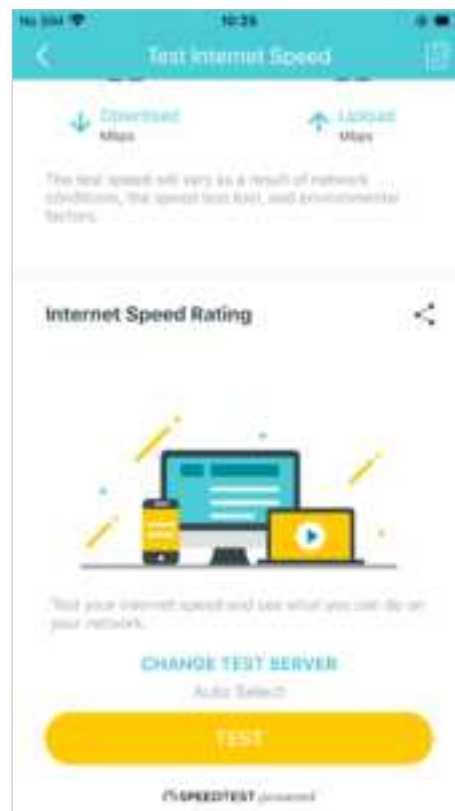 No SIM 10:25
Test Internet Speed
Download Upload
Mbps Mbps
The test speed will vary as a result of network
conditions, the speed test tool, and environmental
factors.
Internet Speed Rating
Test your internet speed and see what you can do on
your network.
CHANGE TEST SERVER
Auto Select
TEST
SPEEDTEST powered